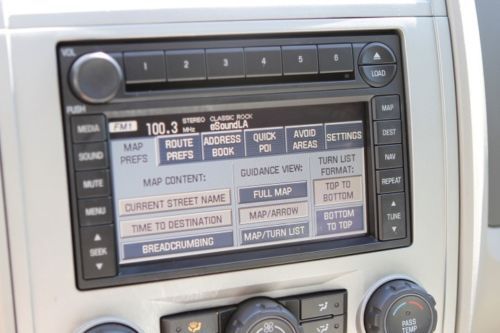 VOL
PUSH
1 2 3 4 5 6
LOAD
MEDIA
SOUND
MUTE
MENU
SEEK
MAP
DEST
NAV
REPEAT
TUNE
FM1 100.3 MHz STEREO CLASSIC ROCK
eSoundLA
MAP PREFS
ROUTE PREFS
ADDRESS BOOK
QUICK POI
AVOID AREAS
SETTINGS
MAP CONTENT:
CURRENT STREET NAME
TIME TO DESTINATION
BREADCRUMBING
GUIDANCE VIEW:
FULL MAP
MAP/ARROW
MAP/TURN LIST
TURN LIST FORMAT:
TOP TO BOTTOM
BOTTOM TO TOP
PASS TEMP